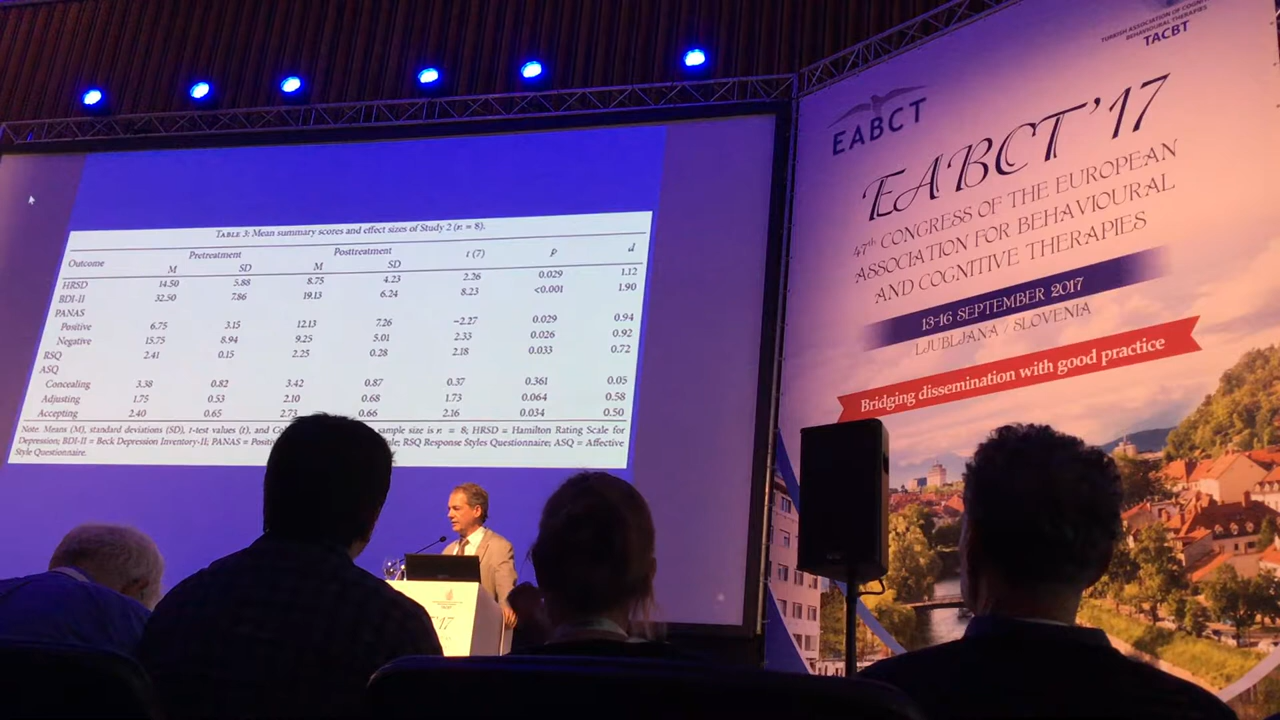 TABLE 3: Mean summary scores and effect sizes of Study 2 (n = 8).
Outcome Pretreatment Posttreatment t (7) p d
M SD M SD
HRSD 14.50 5.88 8.75 4.23 2.26 0.029 1.12
BDI-II 32.50 7.86 19.13 6.24 8.23 <0.001 1.90
PANAS
Positive 6.75 3.15 12.13 7.26 −2.27 0.029 0.94
Negative 15.75 8.94 9.25 5.01 2.33 0.026 0.92
RSQ 2.41 0.15 2.25 0.28 2.18 0.033 0.72
ASQ
Concealing 3.38 0.82 3.42 0.87 0.37 0.361 0.05
Adjusting 1.75 0.53 2.10 0.68 1.73 0.064 0.58
Accepting 2.40 0.65 2.73 0.66 2.16 0.034 0.50
Note. Means (M), standard deviations (SD), t-test values (t), and sample size is n = 8; HRSD = Hamilton Rating Scale for
Depression; BDI-II = Beck Depression Inventory-II; PANAS = RSQ Response Styles Questionnaire; ASQ = Affective
Style Questionnaire.
'17
TURKISH ASSOCIATION OF
BEHAVIOURAL THERAPIES
TACBT
EABCT
EABCT'17
47th CONGRESS OF THE EUROPEAN
ASSOCIATION FOR BEHAVIOURAL
AND COGNITIVE THERAPIES
13-16 SEPTEMBER 2017
LJUBLJANA / SLOVENIA
Bridging dissemination with good practice